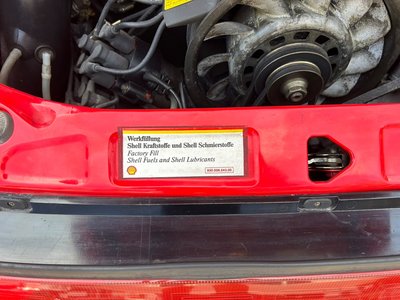 Werkfüllung
Shell Kraftstoffe und Shell Schmierstoffe
Factory Fill
Shell Fuels and Shell Lubricants